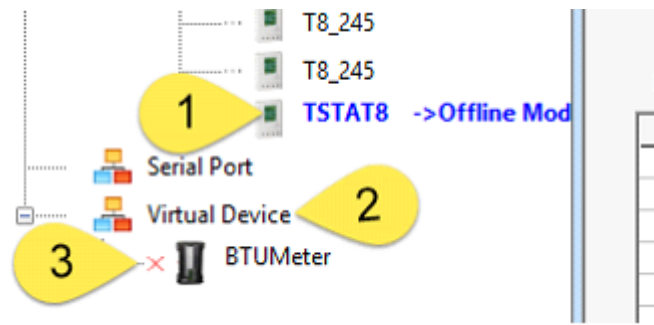 T8_245
T8_245
1
TSTAT8 ->Offline Mod
Serial Port
Virtual Device
2
3
BTUMeter